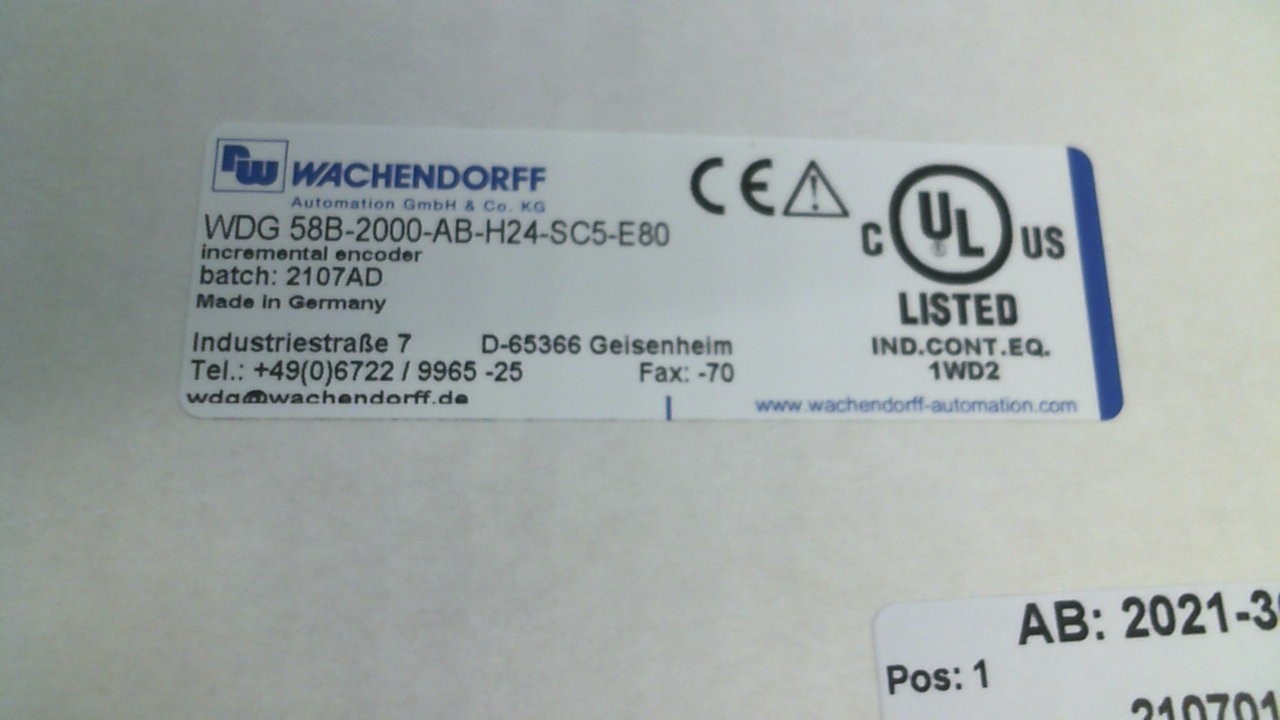 WACHENDORFF
Automation GmbH & Co. KG
WDG 58B-2000-AB-H24-SC5-E80
incremental encoder
batch: 2107AD
Made in Germany
Industriestraße 7 D-65366 Geisenheim
Tel.: +49(0)6722 / 9965 -25 Fax: -70
wdg@wachendorff.de
www.wachendorff-automation.com
CE
C UL US
®
LISTED
IND.CONT.EQ.
1WD2
AB: 2021-3
Pos: 1
210701